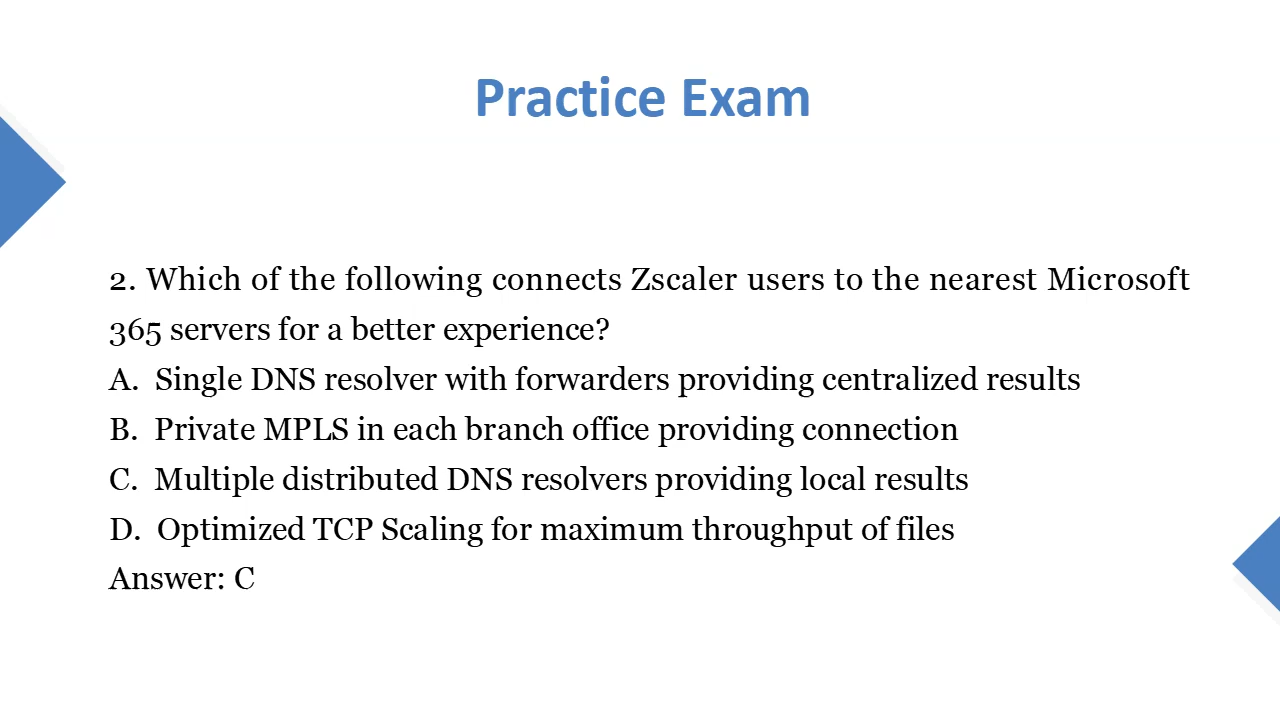 Practice Exam
2. Which of the following connects Zscaler users to the nearest Microsoft
365 servers for a better experience?
A. Single DNS resolver with forwarders providing centralized results
B. Private MPLS in each branch office providing connection
C. Multiple distributed DNS resolvers providing local results
D. Optimized TCP Scaling for maximum throughput of files
Answer: C